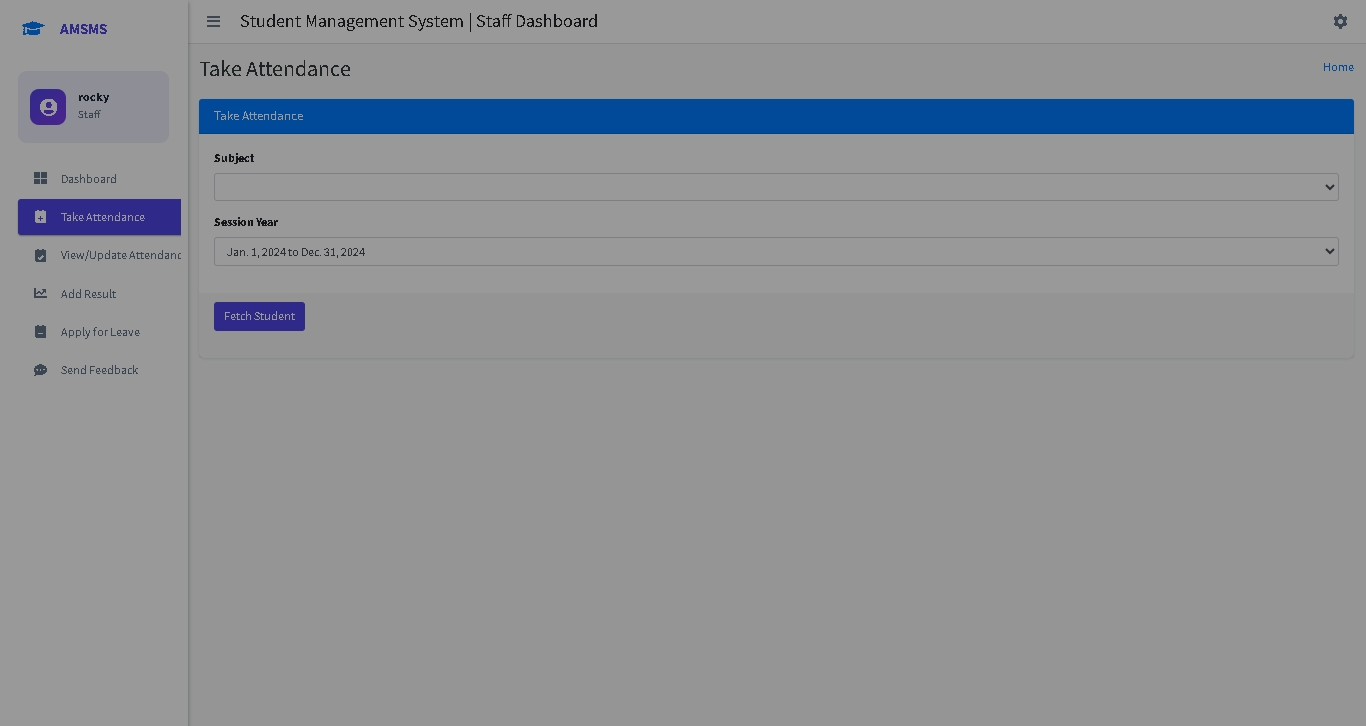 AMSMS
Student Management System | Staff Dashboard
rocky
Staff
Dashboard
Take Attendance
View/Update Attendanc
Add Result
Apply for Leave
Send Feedback
Take Attendance
Home
Take Attendance
Subject
Session Year
Jan. 1, 2024 to Dec. 31, 2024
Fetch Student